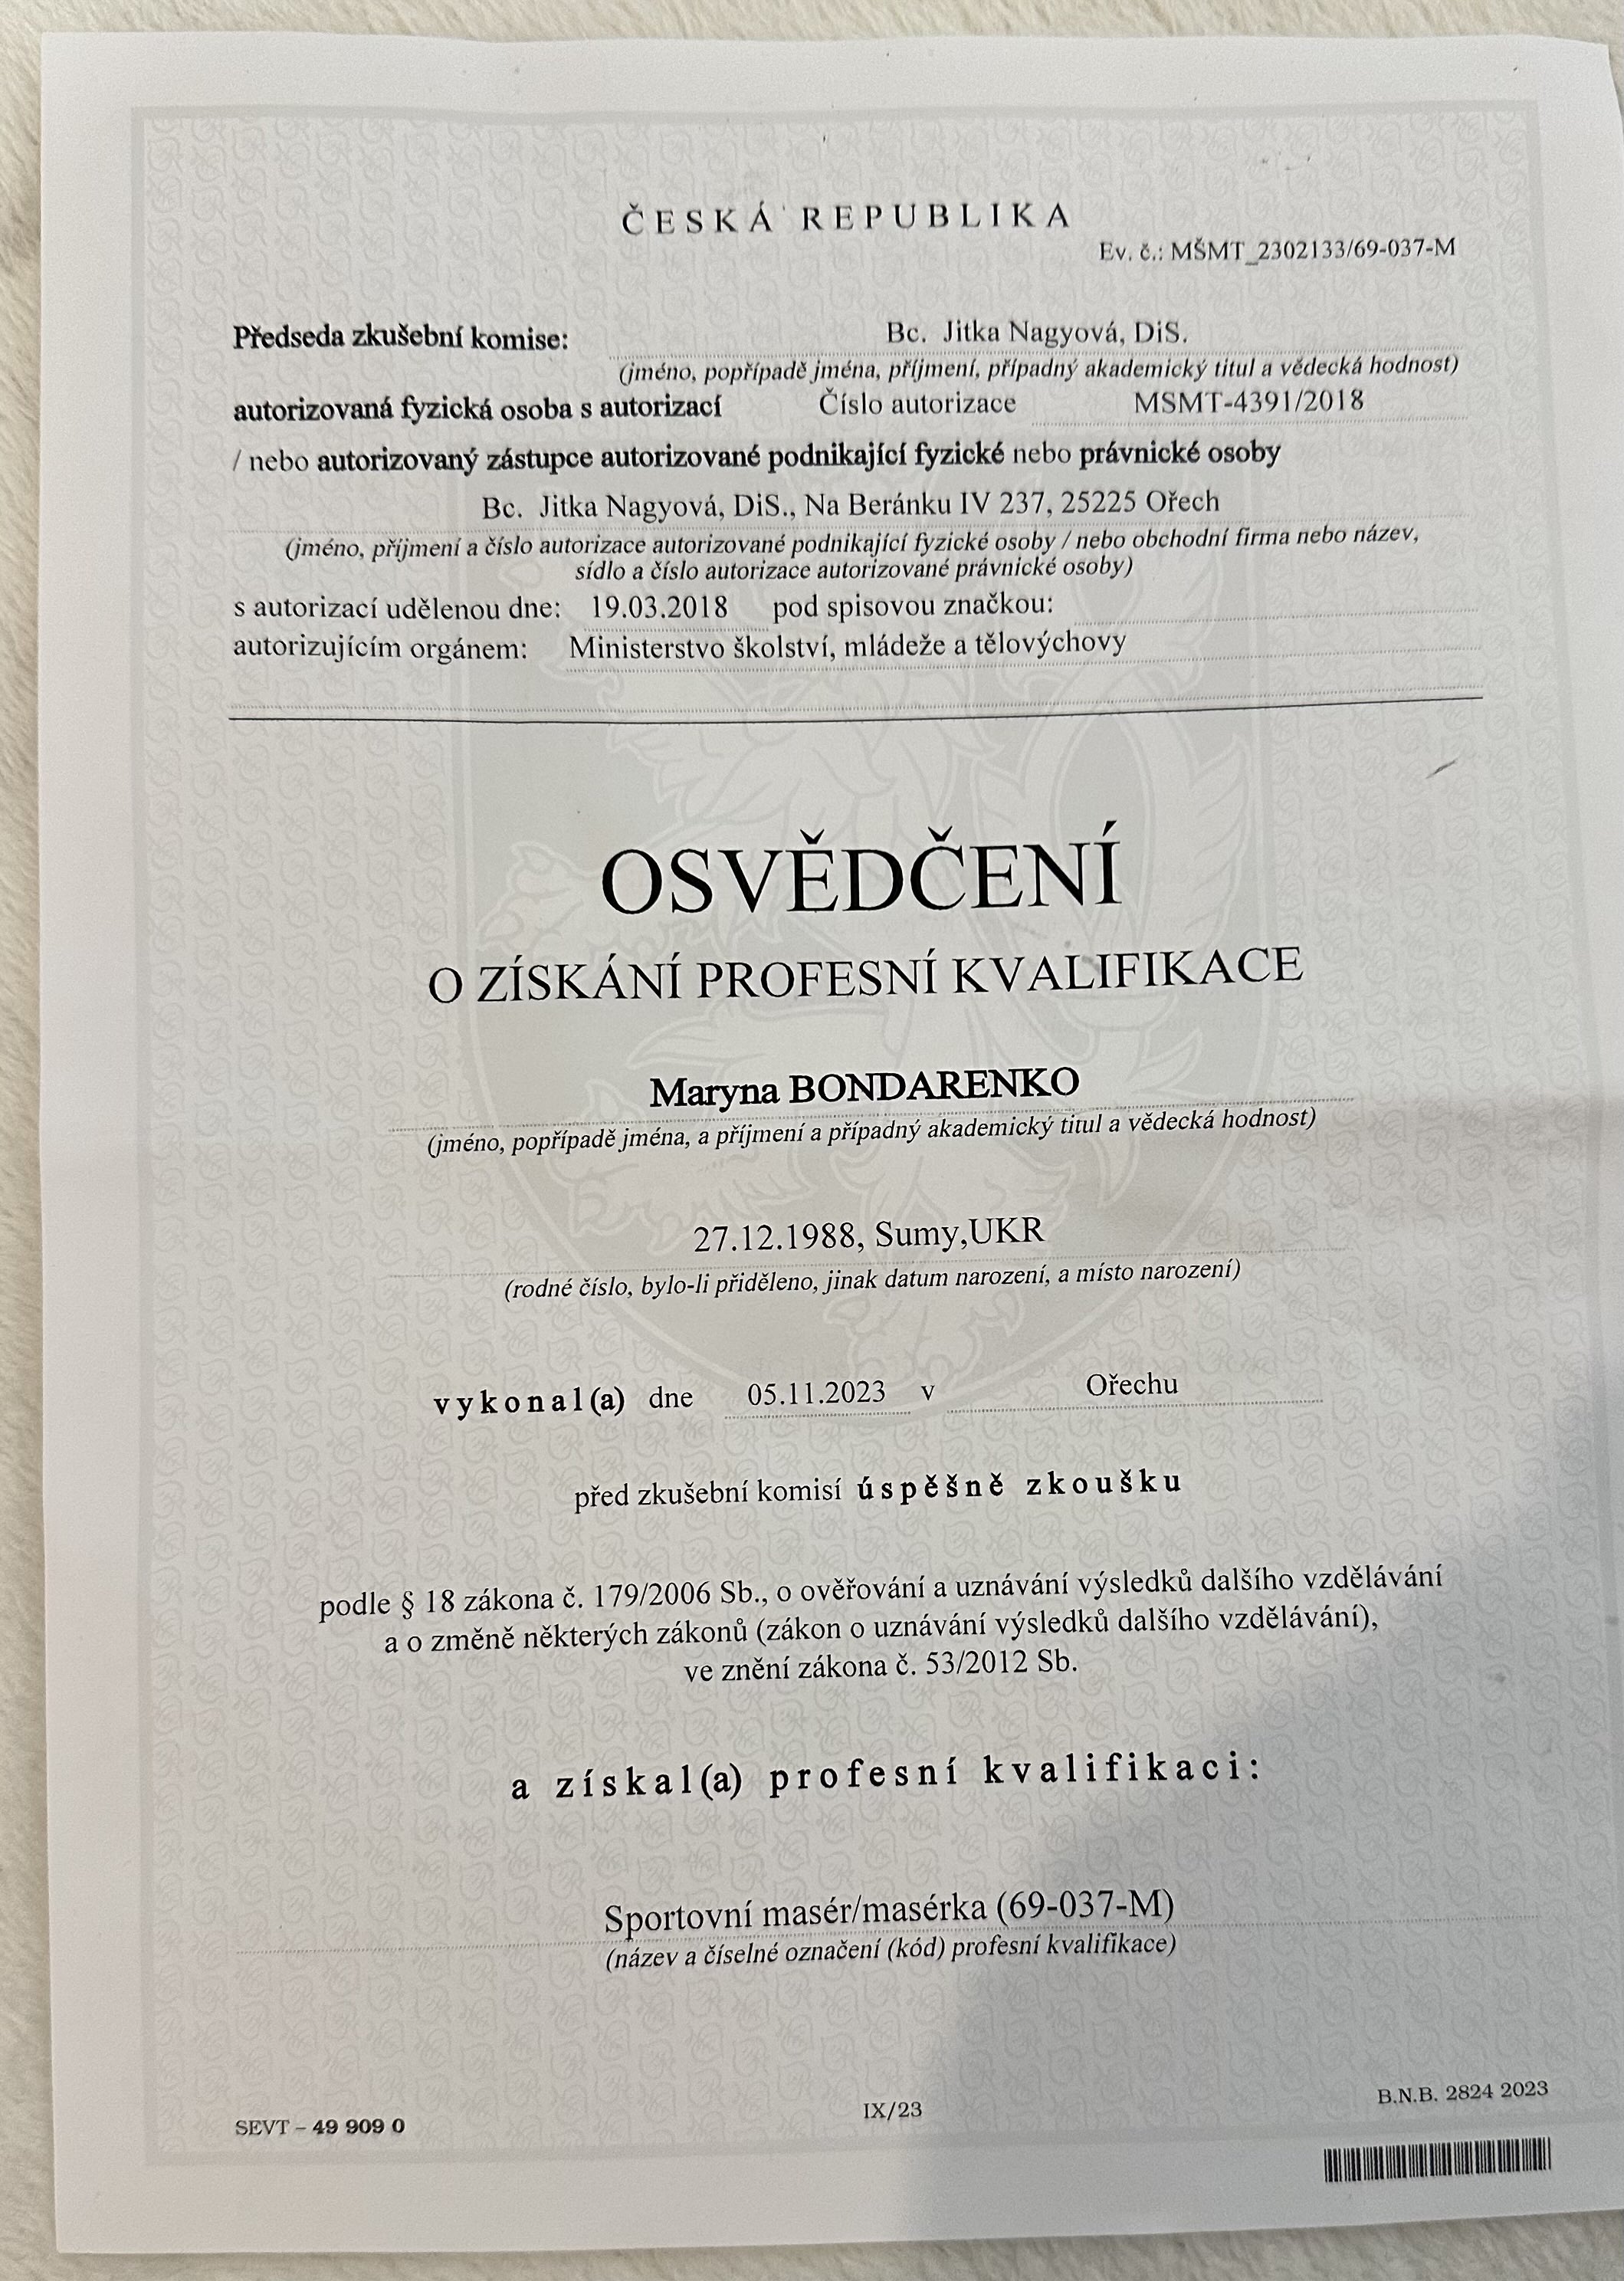 ČESKÁ REPUBLIKA
Ev. č.: MŠMT_2302133/69-037-M
Předseda zkušební komise: Bc. Jitka Nagyová, DiS.
(jméno, popřípadě jména, příjmení, případný akademický titul a vědecká hodnost)
autorizovaná fyzická osoba s autorizací Číslo autorizace MSMT-4391/2018
/ nebo autorizovaný zástupce autorizované podnikající fyzické nebo právnické osoby
Bc. Jitka Nagyová, DiS., Na Beránku IV 237, 25225 Ořech
(jméno, příjmení a číslo autorizace autorizované podnikající fyzické osoby / nebo obchodní firma nebo název,
sídlo a číslo autorizace autorizované právnické osoby)
s autorizací udělenou dne: 19.03.2018 pod spisovou značkou:
autorizujícím orgánem: Ministerstvo školství, mládeže a tělovýchovy
OSVĚDČENÍ
O ZÍSKÁNÍ PROFESNÍ KVALIFIKACE
Maryna BONDARENKO
(jméno, popřípadě jména, a příjmení a případný akademický titul a vědecká hodnost)
27.12.1988, Sumy,UKR
(rodné číslo, bylo-li přiděleno, jinak datum narození, a místo narození)
vykonal(a) dne 05.11.2023 v Ořechu
před zkušební komisí úspěšně zkoušku
podle § 18 zákona č. 179/2006 Sb., o ověřování a uznávání výsledků dalšího vzdělávání
a o změně některých zákonů (zákon o uznávání výsledků dalšího vzdělávání),
ve znění zákona č. 53/2012 Sb.
a získal(a) profesní kvalifikaci:
Sportovní masér/masérka (69-037-M)
(název a číselné označení (kód) profesní kvalifikace)
SEVT – 49 909 0 IX/23 B.N.B. 2824 2023